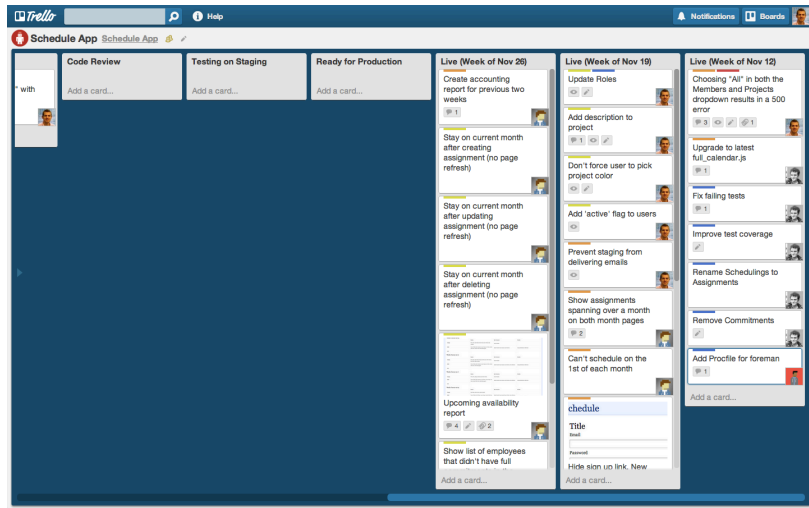 Trello
Help
Notifications
Boards
Schedule App
Schedule App
" with
Code Review
Add a card...
Testing on Staging
Add a card...
Ready for Production
Add a card...
Live (Week of Nov 26)
Create accounting
report for previous two
weeks
1
Stay on current month
after creating
assignment (no page
refresh)
Stay on current month
after updating
assignment (no page
refresh)
Stay on current month
after deleting
assignment (no page
refresh)
Upcoming availability
report
4
2
Show list of employees
that didn't have full
Add a card...
Live (Week of Nov 19)
Update Roles
Add description to
project
1
Don't force user to pick
project color
Add 'active' flag to users
Prevent staging from
delivering emails
Show assignments
spanning over a month
on both month pages
2
Can't schedule on the
1st of each month
chedule
Title
Email
Password
Hide sign up link. New
Add a card...
Live (Week of Nov 12)
Choosing "All" in both the
Members and Projects
dropdown results in a 500
error
3
1
Upgrade to latest
full_calendar.js
1
Fix failing tests
1
Improve test coverage
Rename Schedulings to
Assignments
Remove Commitments
Add Procfile for foreman
1
Add a card...